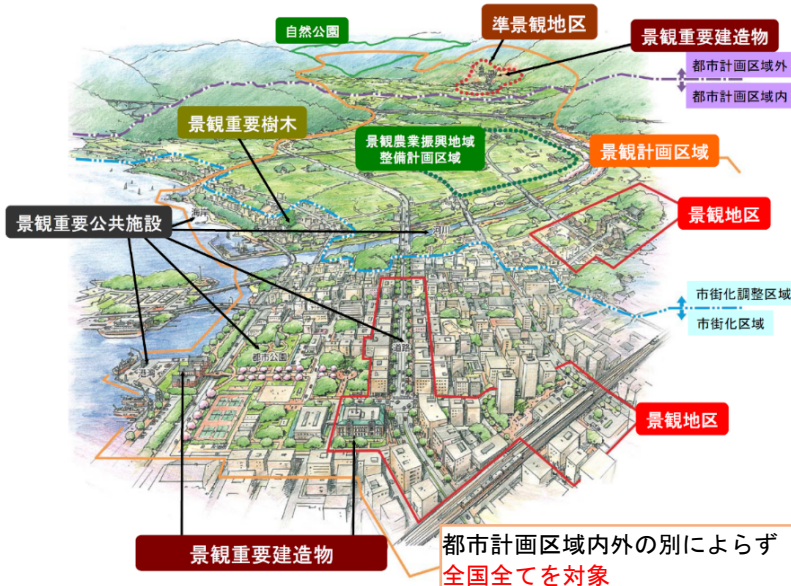 自然公園
準景観地区
景観重要建造物
都市計画区域外
都市計画区域内
景観重要樹木
景観農業振興地域
整備計画区域
景観計画区域
景観地区
景観重要公共施設
河川
市街化調整区域
市街化区域
都市公園
道路
港湾
景観地区
景観重要建造物
都市計画区域内外の別によらず
全国全てを対象